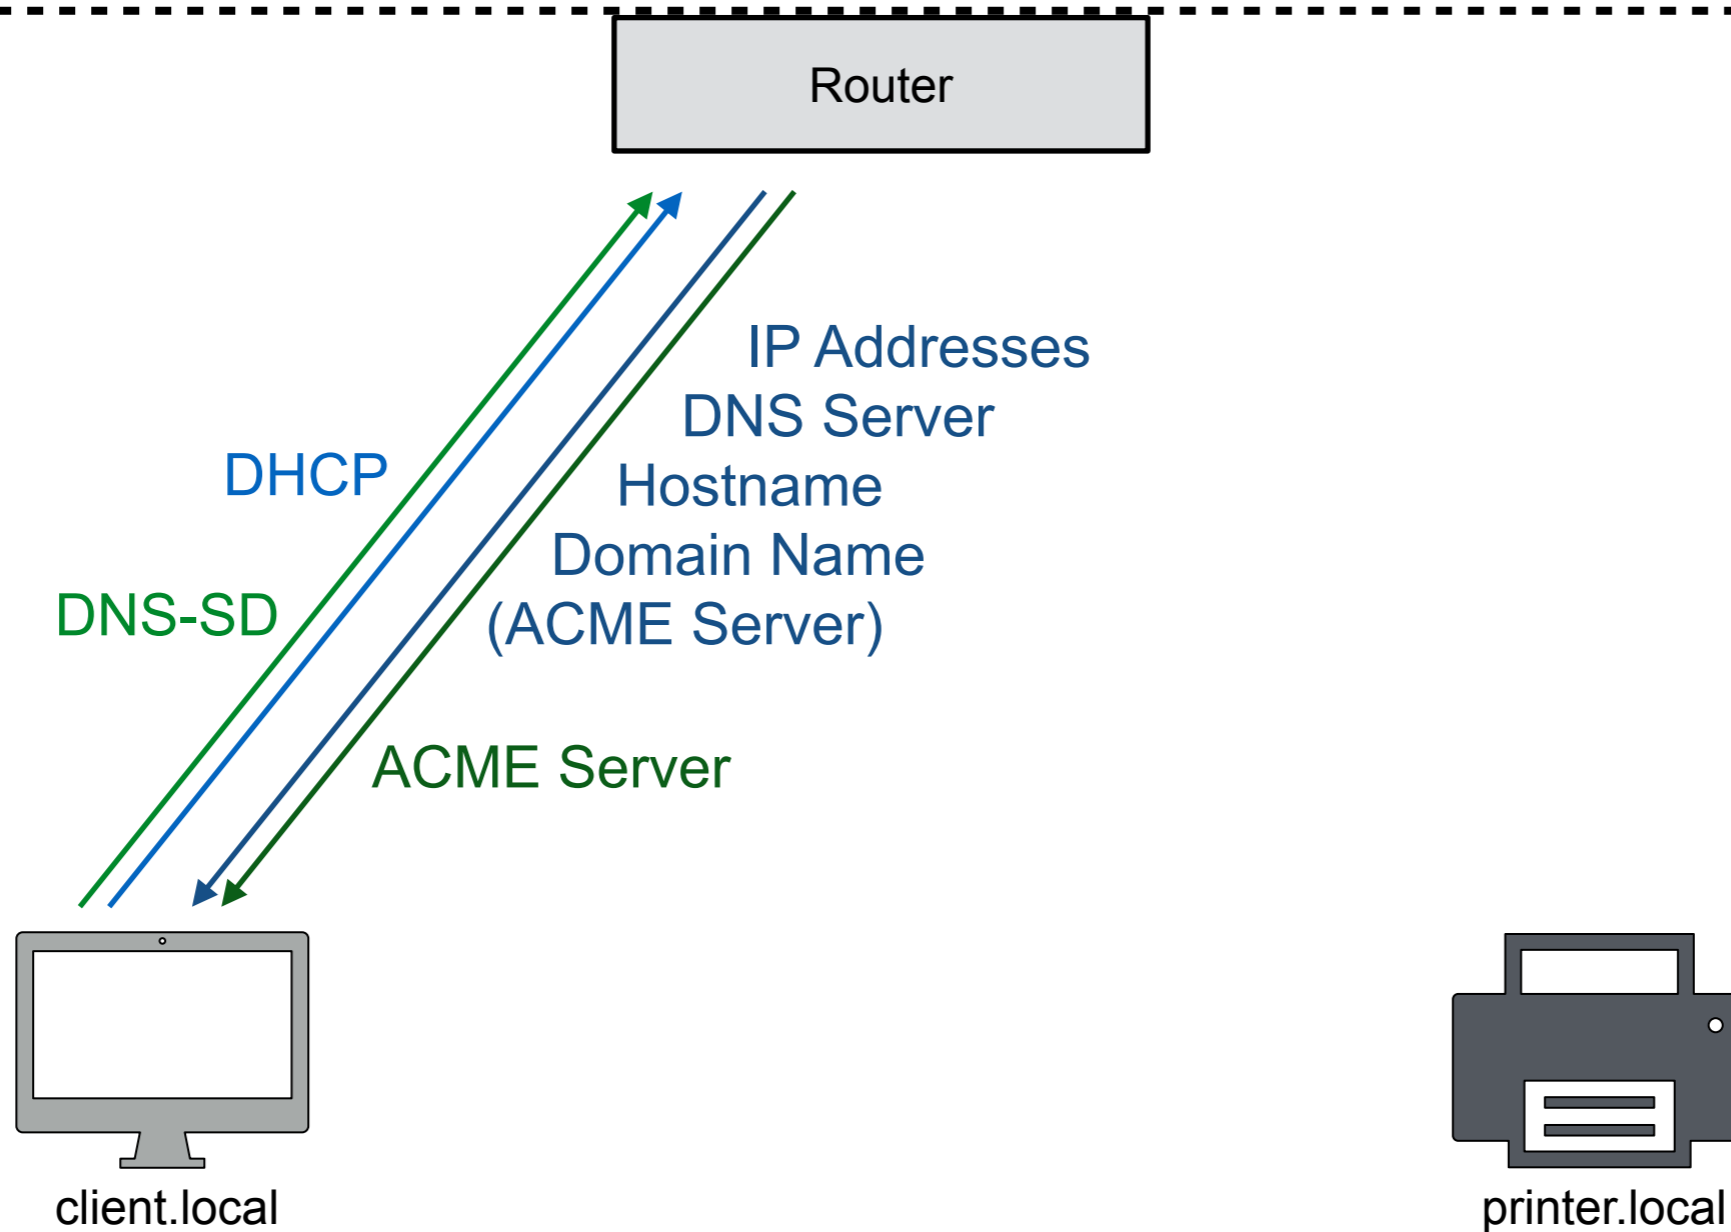 Router
IP Addresses
DNS Server
DHCP
Hostname
Domain Name
DNS-SD
(ACME Server)
ACME Server
client.local
printer.local